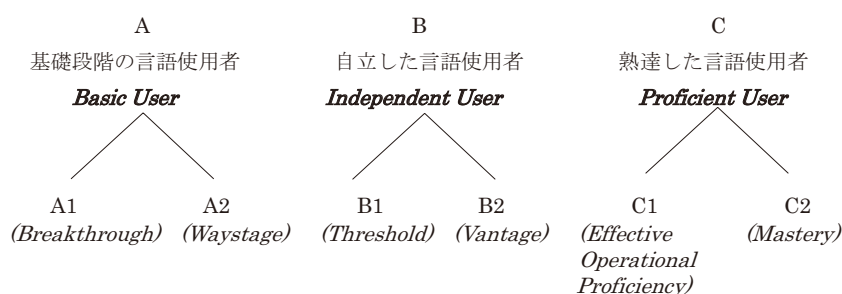 A B C
基礎段階の言語使用者 自立した言語使用者 熟達した言語使用者
Basic User Independent User Proficient User
A1 A2 B1 B2 C1 C2
(Breakthrough) (Waystage) (Threshold) (Vantage) (Effective (Mastery)
Operational
Proficiency)